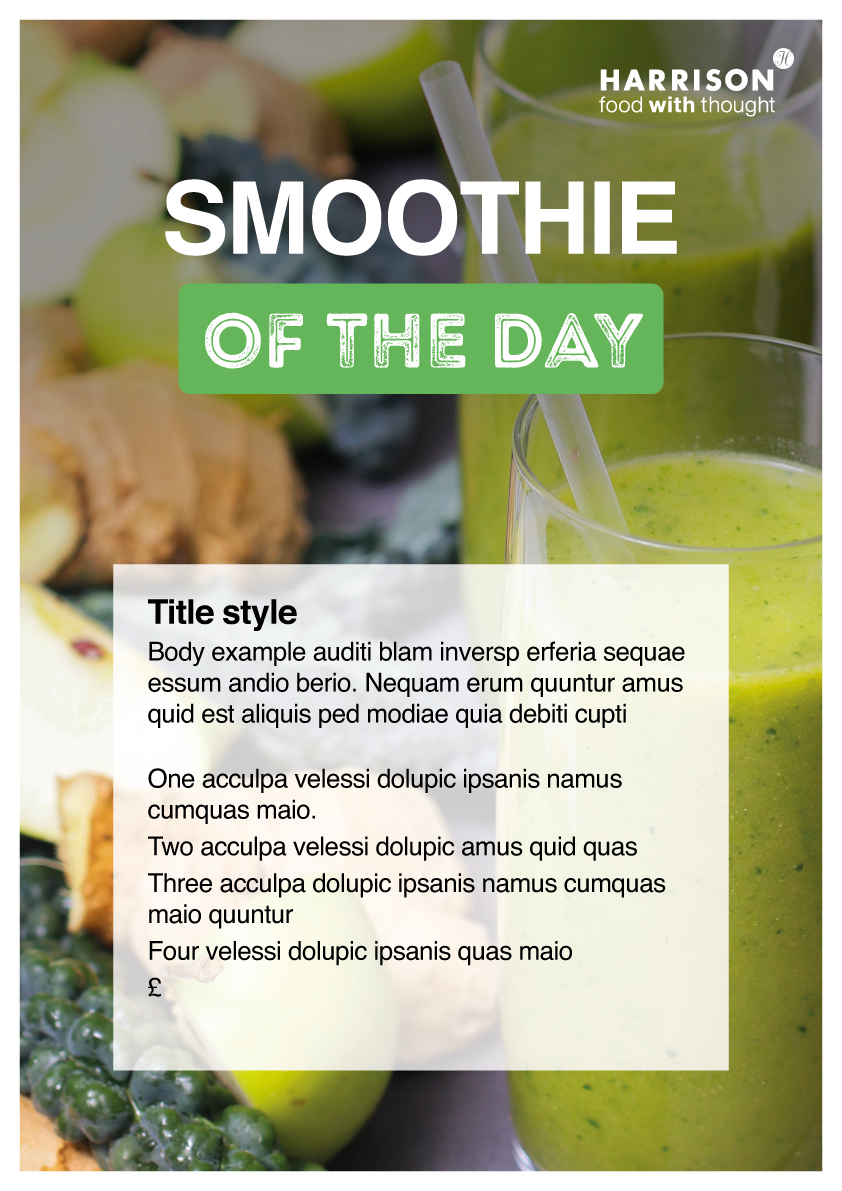 H
HARRISON
food with thought
SMOOTHIE
OF THE DAY
Title style
Body example auditi blam inversp erferia sequae
essum andio berio. Nequam erum quuntur amus
quid est aliquis ped modiae quia debiti cupti
One acculpa velessi dolupic ipsanis namus
cumquas maio.
Two acculpa velessi dolupic amus quid quas
Three acculpa dolupic ipsanis namus cumquas
maio quuntur
Four velessi dolupic ipsanis quas maio
£